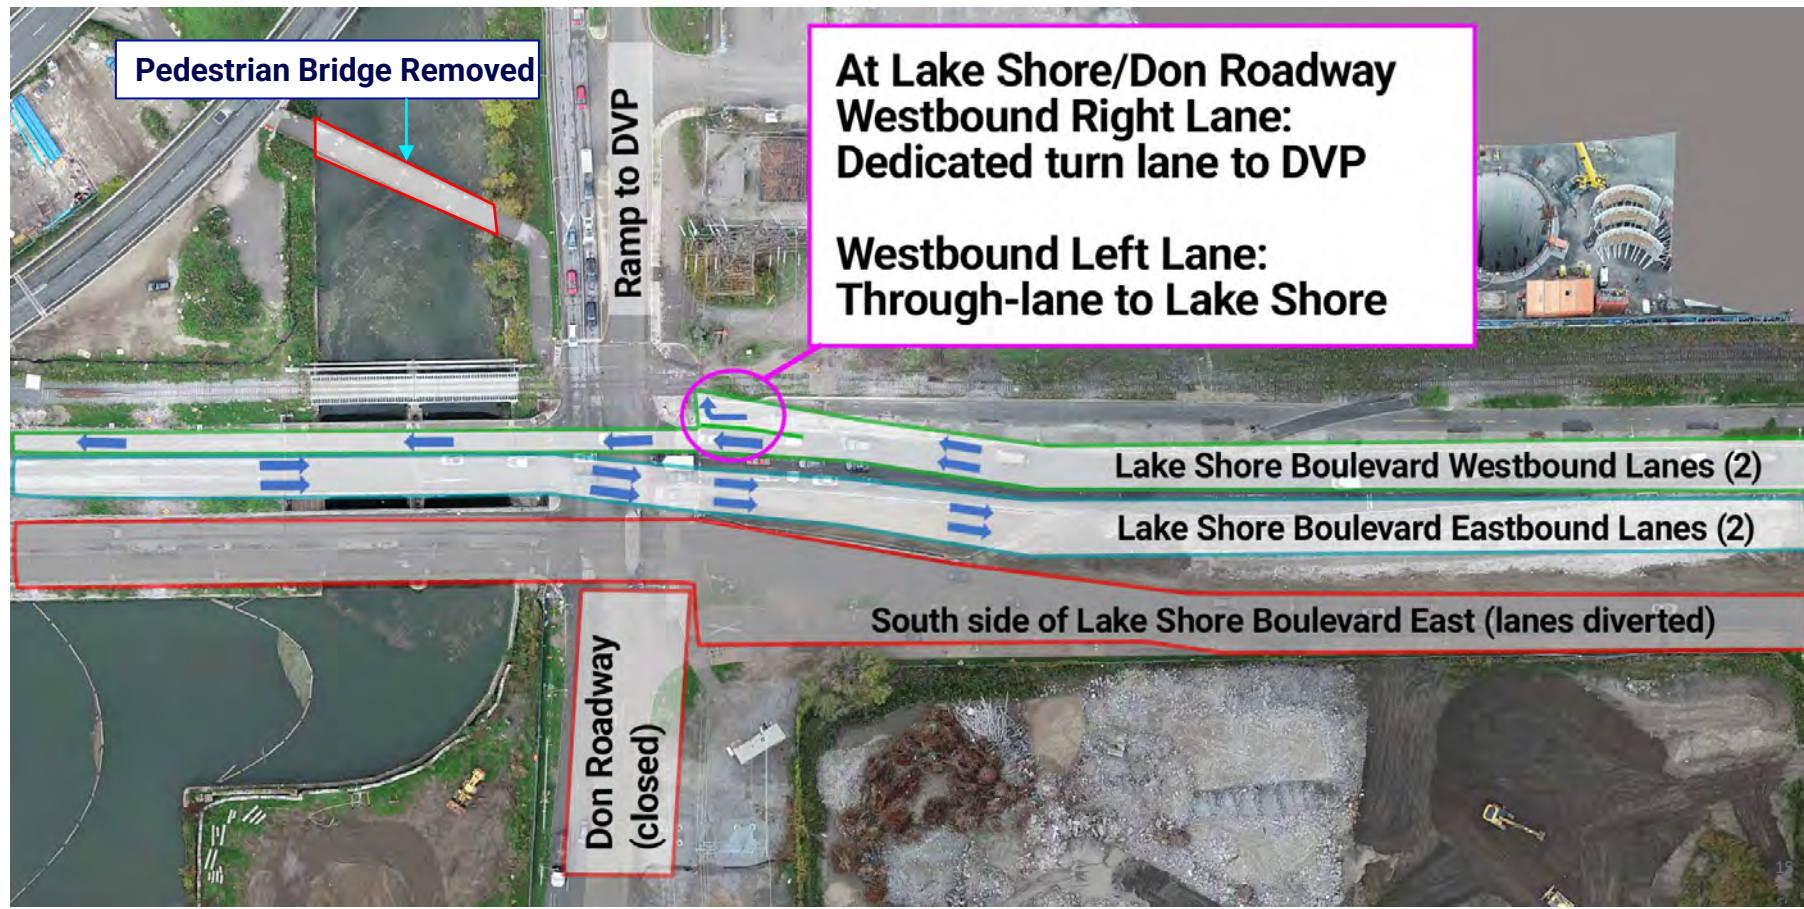 Pedestrian Bridge Removed
Ramp to DVP
At Lake Shore/Don Roadway
Westbound Right Lane:
Dedicated turn lane to DVP
Westbound Left Lane:
Through-lane to Lake Shore
Lake Shore Boulevard Westbound Lanes (2)
Lake Shore Boulevard Eastbound Lanes (2)
South side of Lake Shore Boulevard East (lanes diverted)
Don Roadway
(closed)
15